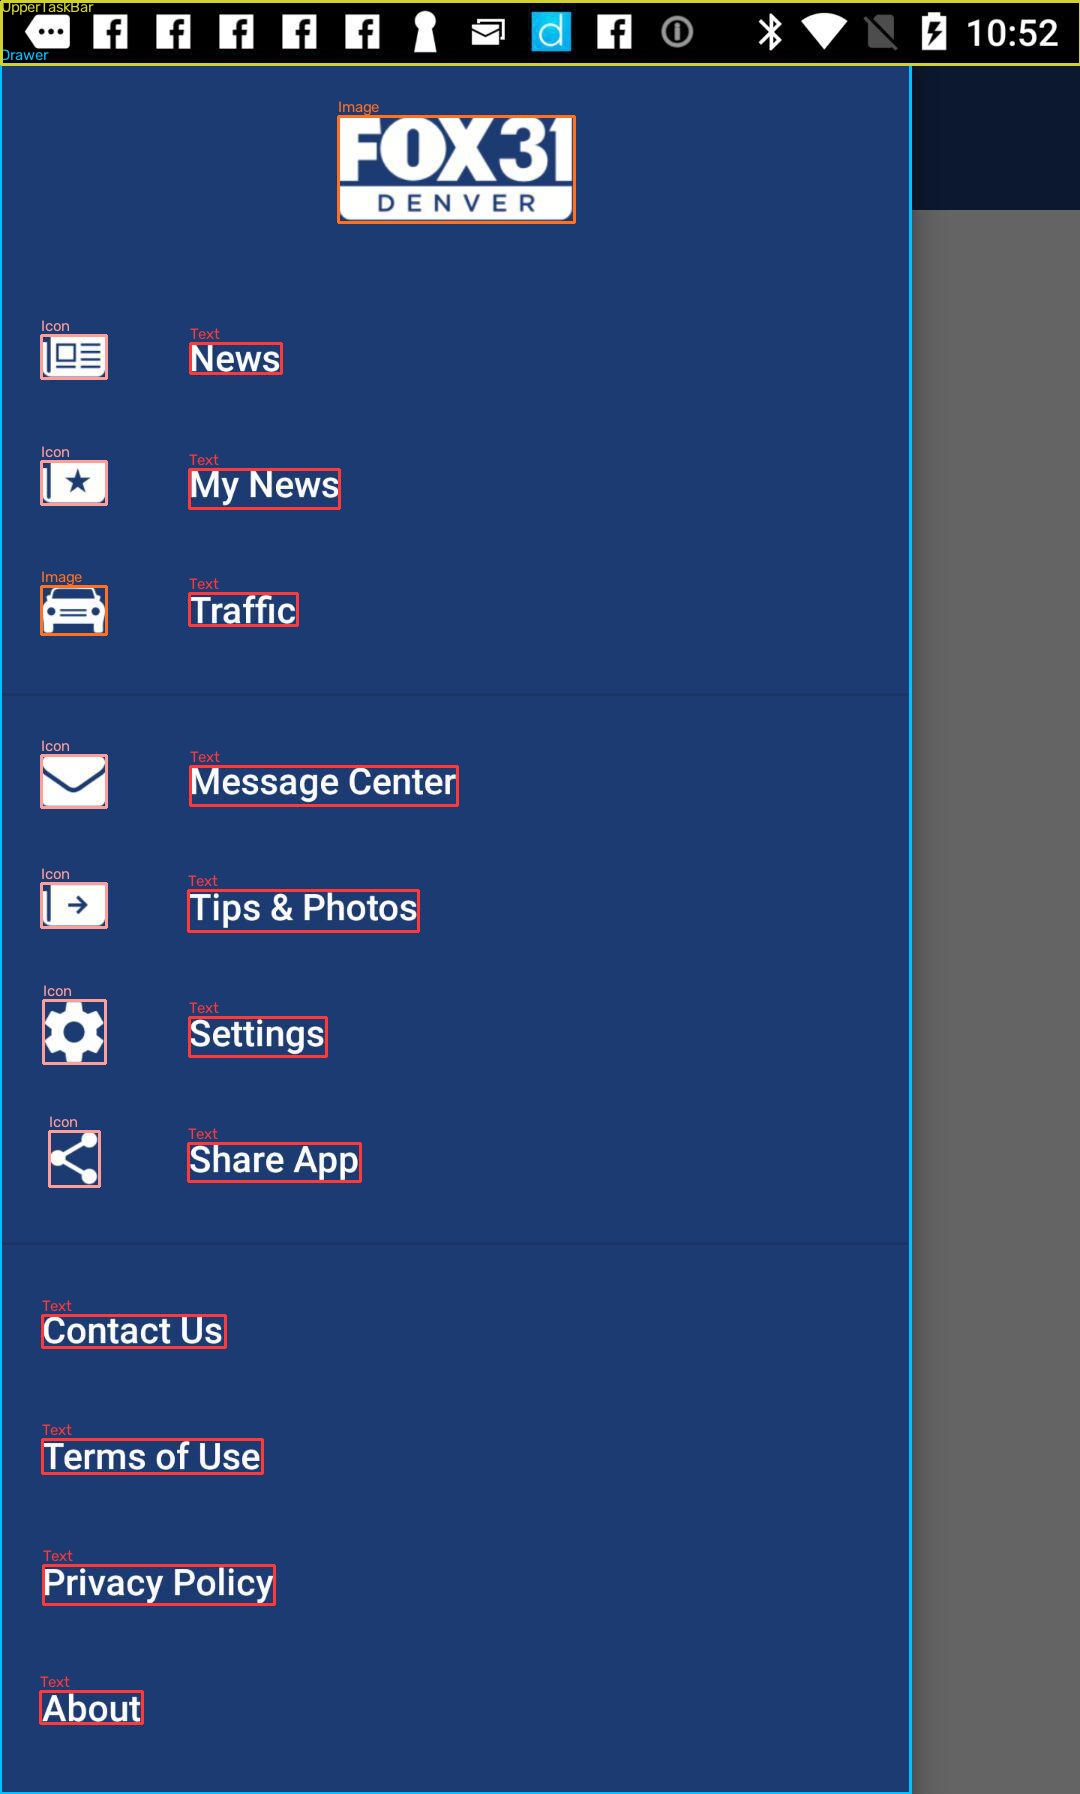 UpperTaskBar
10:52
Drawer
Image
FOX31
DENVER
Icon
Text
News
Icon
Text
My News
Image
Text
Traffic
Icon
Text
Message Center
Icon
Text
Tips & Photos
Icon
Text
Settings
Icon
Text
Share App
Text
Contact Us
Text
Terms of Use
Text
Privacy Policy
Text
About